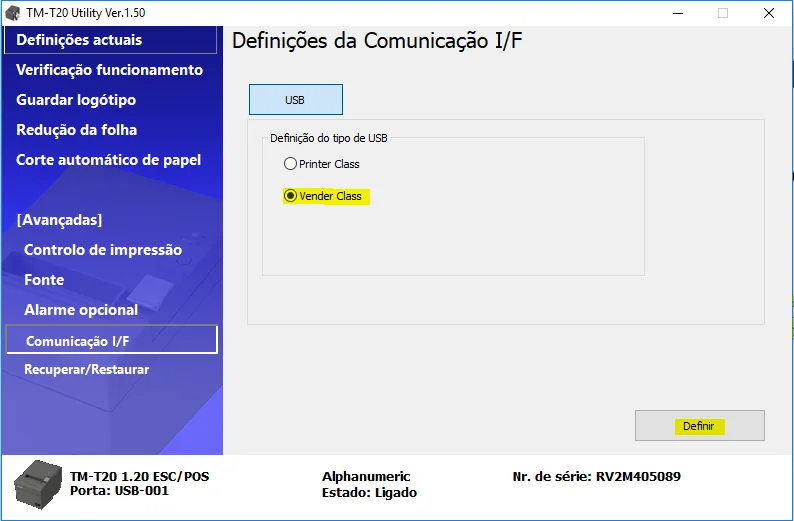 TM-T20 Utility Ver.1.50
Definições actuais
Verificação funcionamento
Guardar logótipo
Redução da folha
Corte automático de papel
[Avançadas]
Controlo de impressão
Fonte
Alarme opcional
Comunicação I/F
Recuperar/Restaurar
Definições da Comunicação I/F
USB
Definição do tipo de USB
Printer Class
Vender Class
Definir
TM-T20 1.20 ESC/POS
Porta: USB-001
Alphanumeric
Estado: Ligado
Nr. de série: RV2M405089